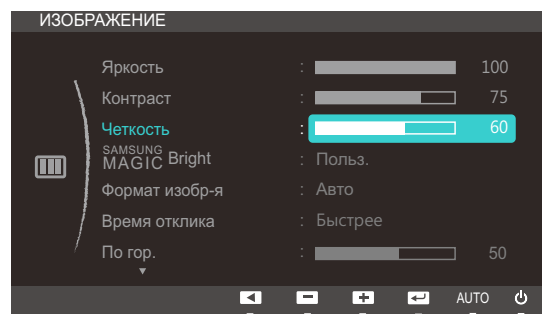 ИЗОБРАЖЕНИЕ
Яркость : 100
Контраст : 75
Четкость : 60
SAMSUNG
MAGIC Bright : Польз.
Формат изобр-я : Авто
Время отклика : Быстрее
По гор. : 50
AUTO